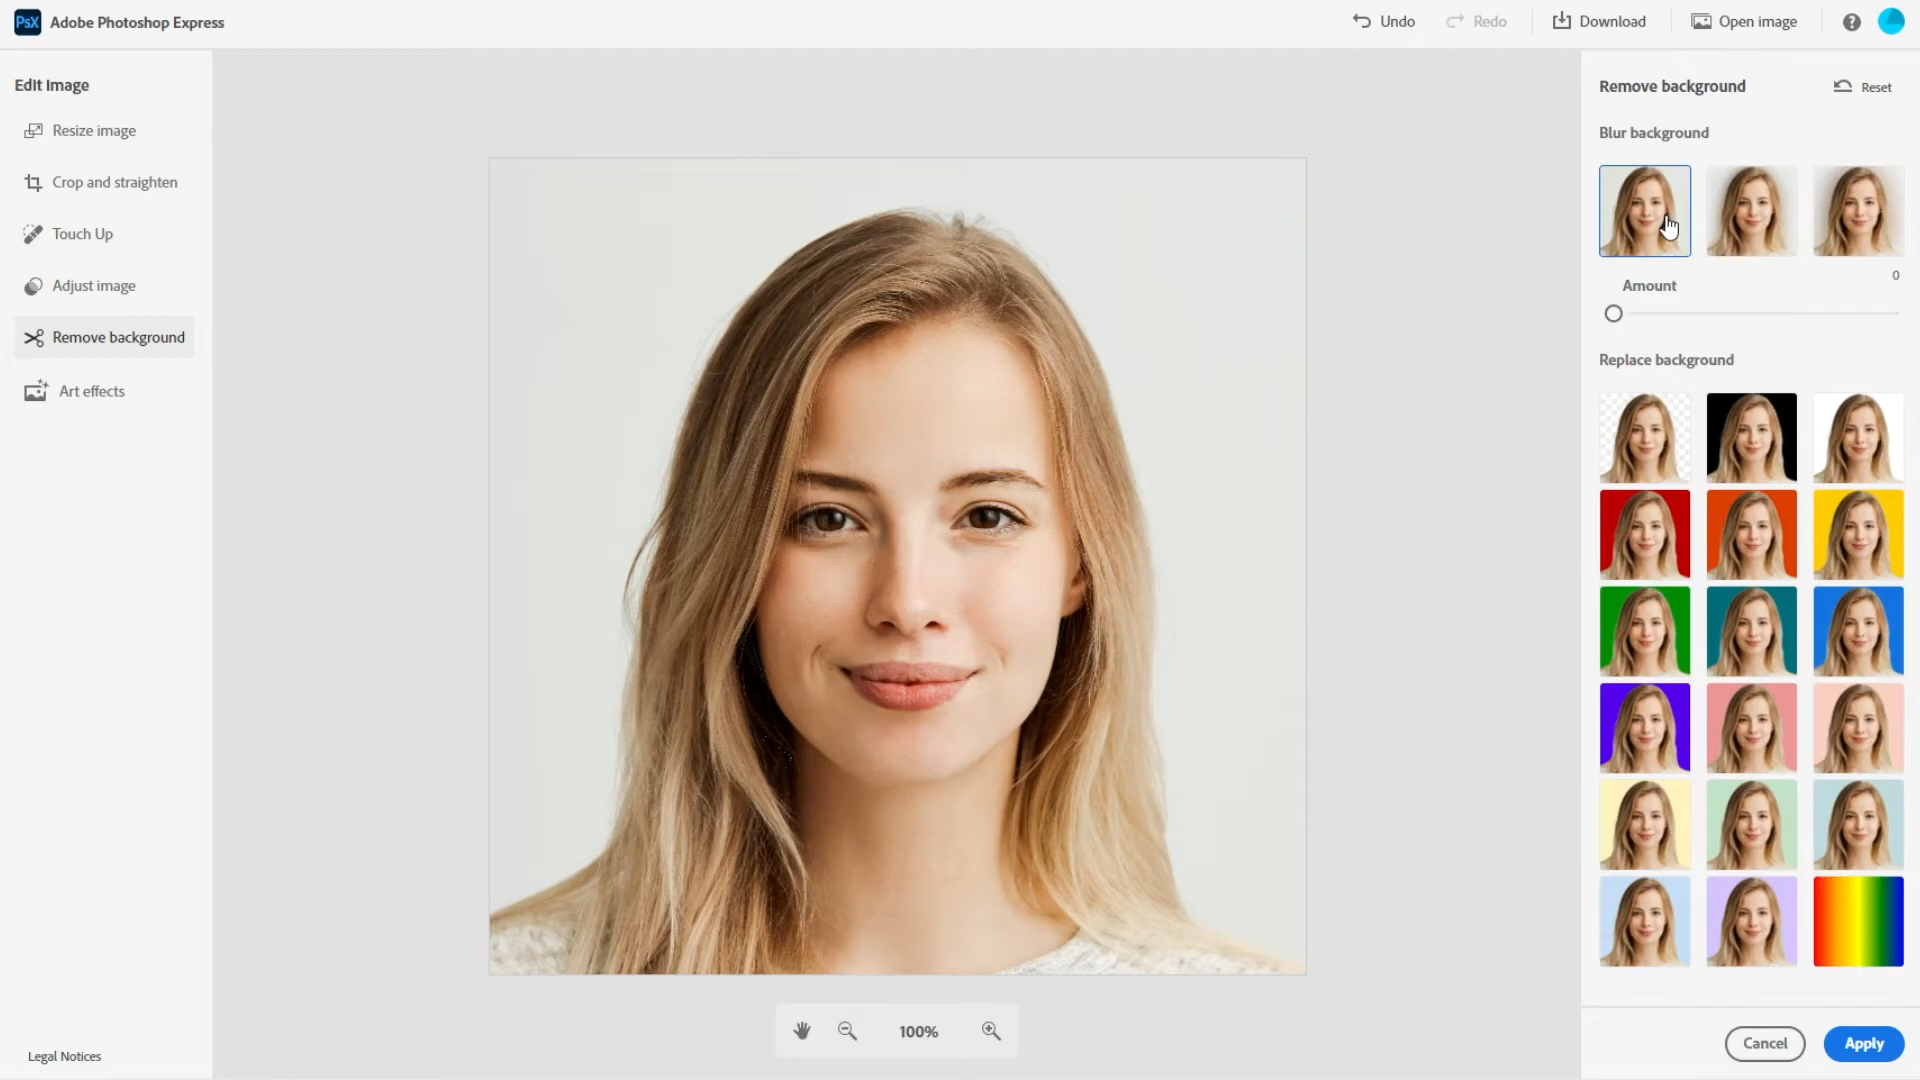 PsX Adobe Photoshop Express
Undo
Redo
Download
Open image
?
Edit Image
Resize image
Crop and straighten
Touch Up
Adjust image
Remove background
Art effects
Legal Notices
100%
Remove background
Reset
Blur background
0
Amount
Replace background
Cancel
Apply